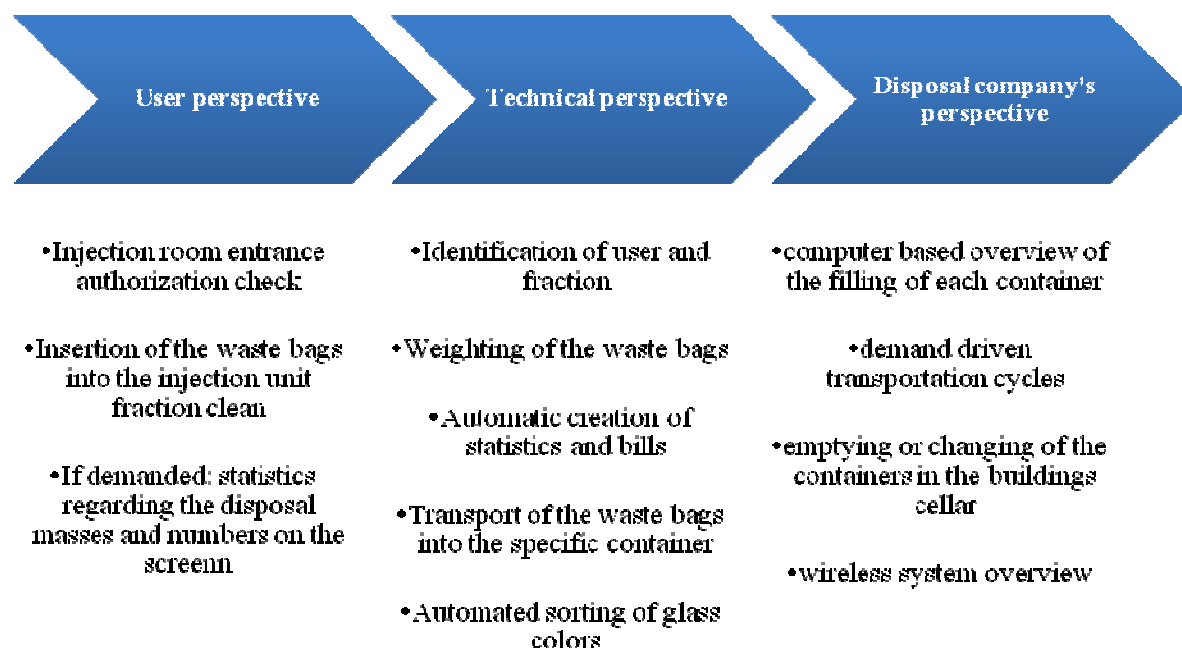 User perspective
•Injection room entrance
authorization check
•Insertion of the waste bags
into the injection unit
fraction clean
•If demanded: statistics
regarding the disposal
masses and numbers on the
screenn
Technical perspective
•Identification of user and
fraction
•Weighting of the waste bags
•Automatic creation of
statistics and bills
•Transport of the waste bags
into the specific container
•Automated sorting of glass
colors
Disposal company's
perspective
•computer based overview of
the filling of each container
•demand driven
transportation cycles
•emptying or changing of the
containers in the buildings
cellar
•wireless system overview